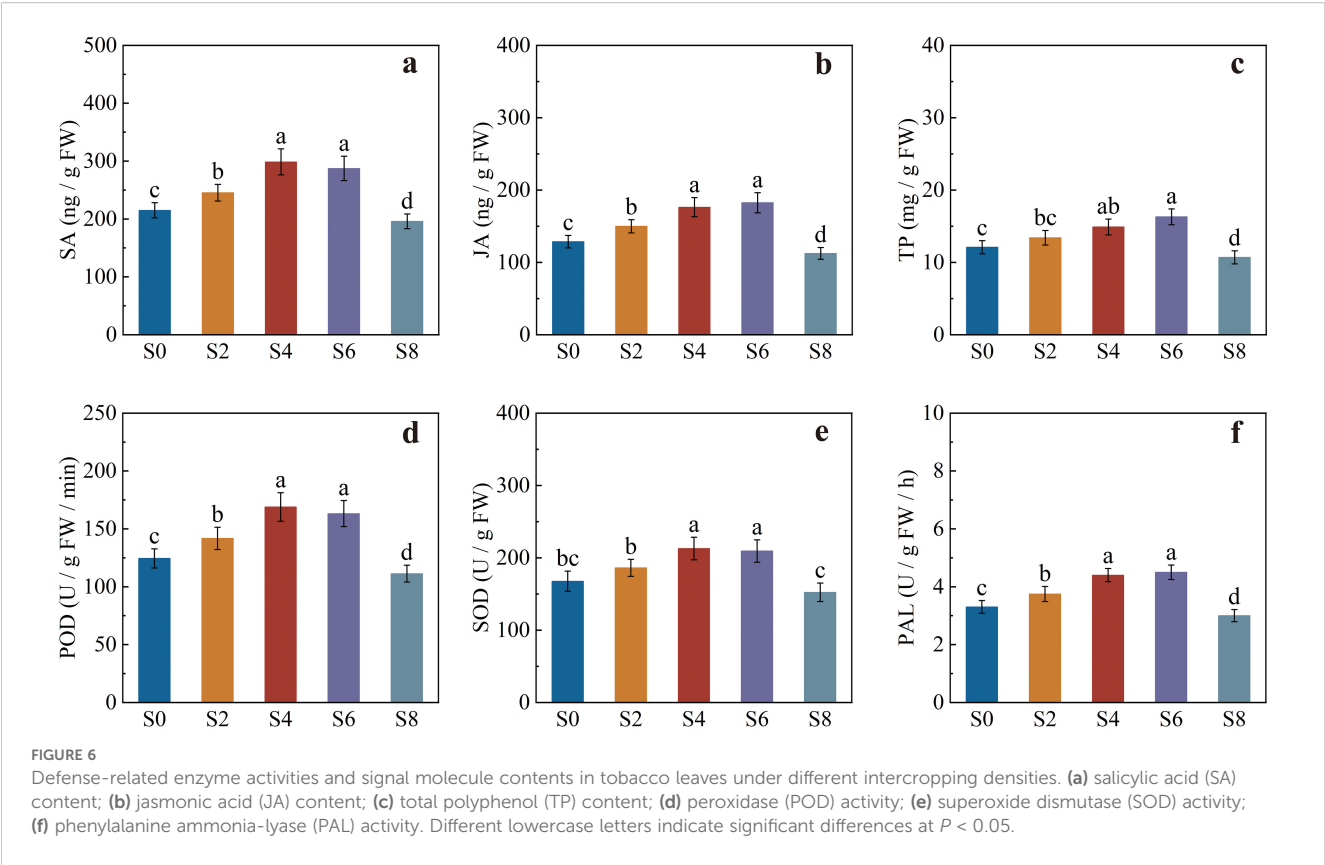 a
SA (ng / g FW)
500
400
300
200
100
0
c
b
a
a
d
S0 S2 S4 S6 S8
b
JA (ng / g FW)
400
300
200
100
0
c
b
a
a
d
S0 S2 S4 S6 S8
c
TP (mg / g FW)
50
40
30
20
10
0
c
bc
ab
a
d
S0 S2 S4 S6 S8
d
POD (U / g FW / min)
250
200
150
100
50
0
c
b
a
a
d
S0 S2 S4 S6 S8
e
SOD (U / g FW)
400
300
200
100
0
bc
b
a
a
c
S0 S2 S4 S6 S8
f
PAL (U / g FW / h)
10
8
6
4
2
0
c
b
a
a
d
S0 S2 S4 S6 S8
FIGURE 6
Defense-related enzyme activities and signal molecule contents in tobacco leaves under different intercropping densities. (a) salicylic acid (SA)
content; (b) jasmonic acid (JA) content; (c) total polyphenol (TP) content; (d) peroxidase (POD) activity; (e) superoxide dismutase (SOD) activity;
(f) phenylalanine ammonia-lyase (PAL) activity. Different lowercase letters indicate significant differences at P < 0.05.